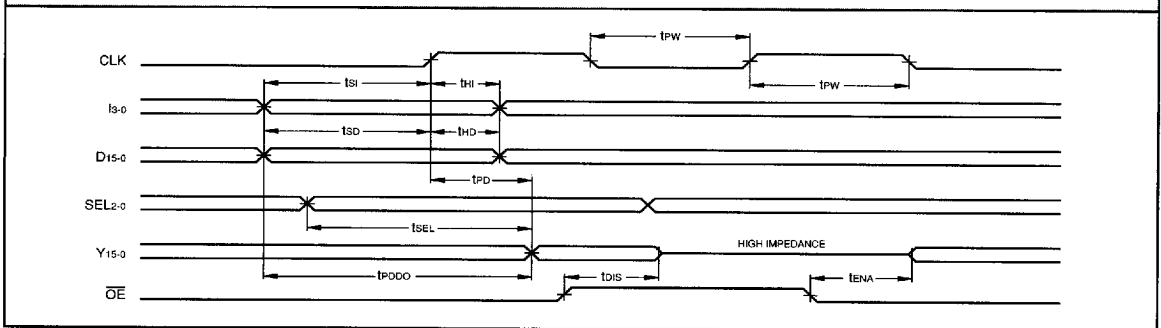 tPW
CLK
tSI tHI tPW
I3-0
tSD tHD
D15-0
tPD
SEL2-0
tSEL
Y15-0 HIGH IMPEDANCE
tPDDO tDIS tENA
OE